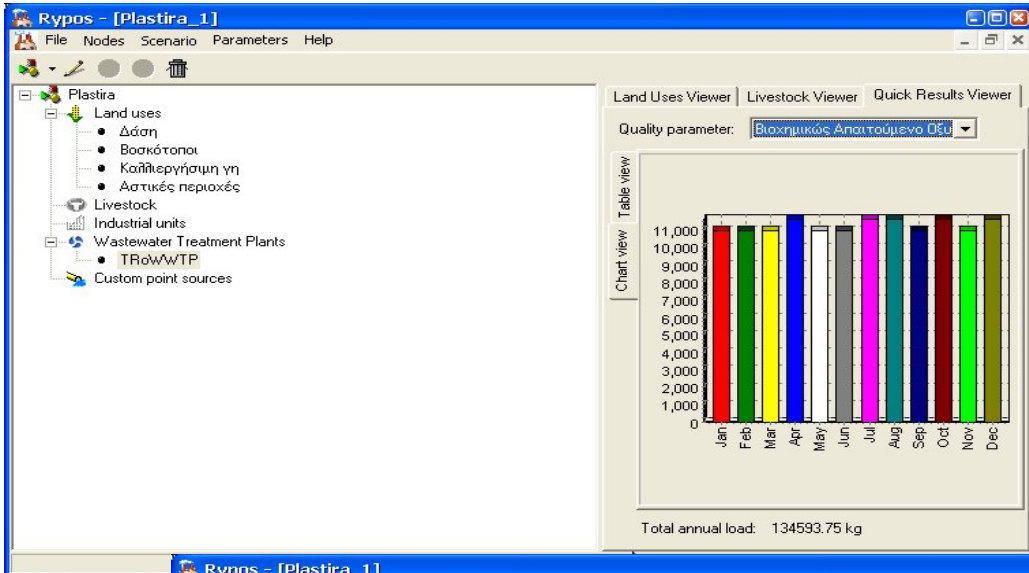 Rypos - [Plastira_1]
File Nodes Scenario Parameters Help
Plastira
Land uses
Δάση
Βοσκότοποι
Καλλιεργήσιμη γη
Αστικές περιοχές
Livestock
Industrial units
Wastewater Treatment Plants
TRoWWTP
Custom point sources
Land Uses Viewer Livestock Viewer Quick Results Viewer
Quality parameter: Βιοχημικώς Απαιτούμενο Οξυ
Table view
Chart view
11,000
10,000
9,000
8,000
7,000
6,000
5,000
4,000
3,000
2,000
1,000
0
Jan Feb Mar Apr May Jun Jul Aug Sep Oct Nov Dec
Total annual load: 134593.75 kg
Rypos - [Plastira_1]